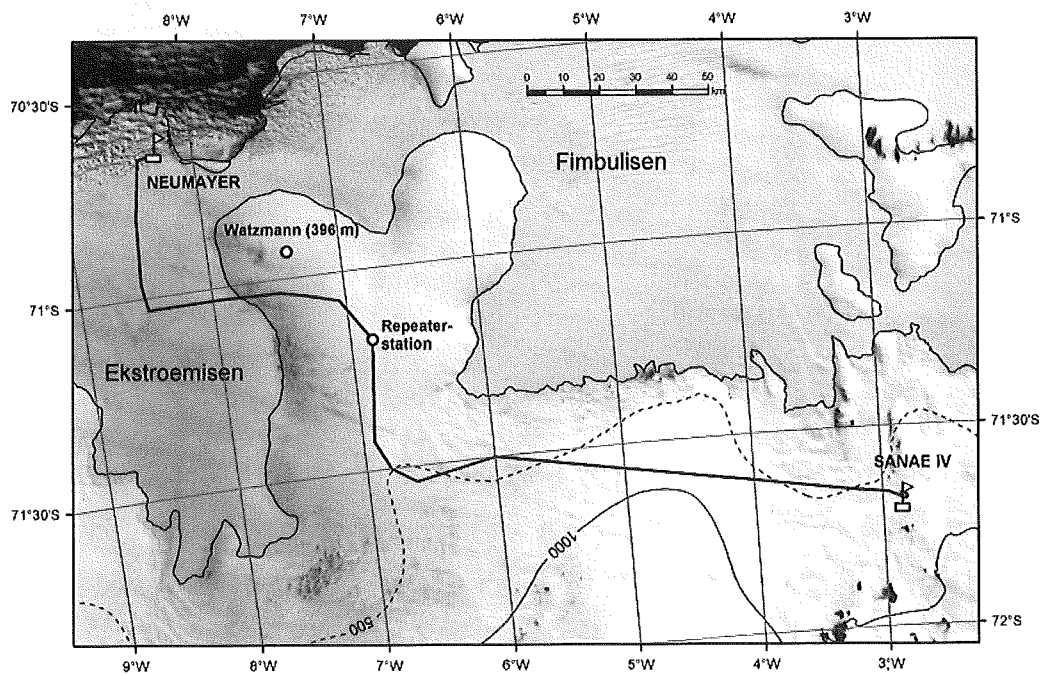 8°W 7°W 6°W 5°W 4°W 3°W
0 10 20 30 40 50
km
70°30'S
Fimbulisen
NEUMAYER
71°S
Watzmann (396 m)
71°S
Repeater-
station
Ekstroemisen
71°30'S
SANAE IV
71°30'S
1000
500
72°S
9°W 8°W 7°W 6°W 5°W 4°W 3°W